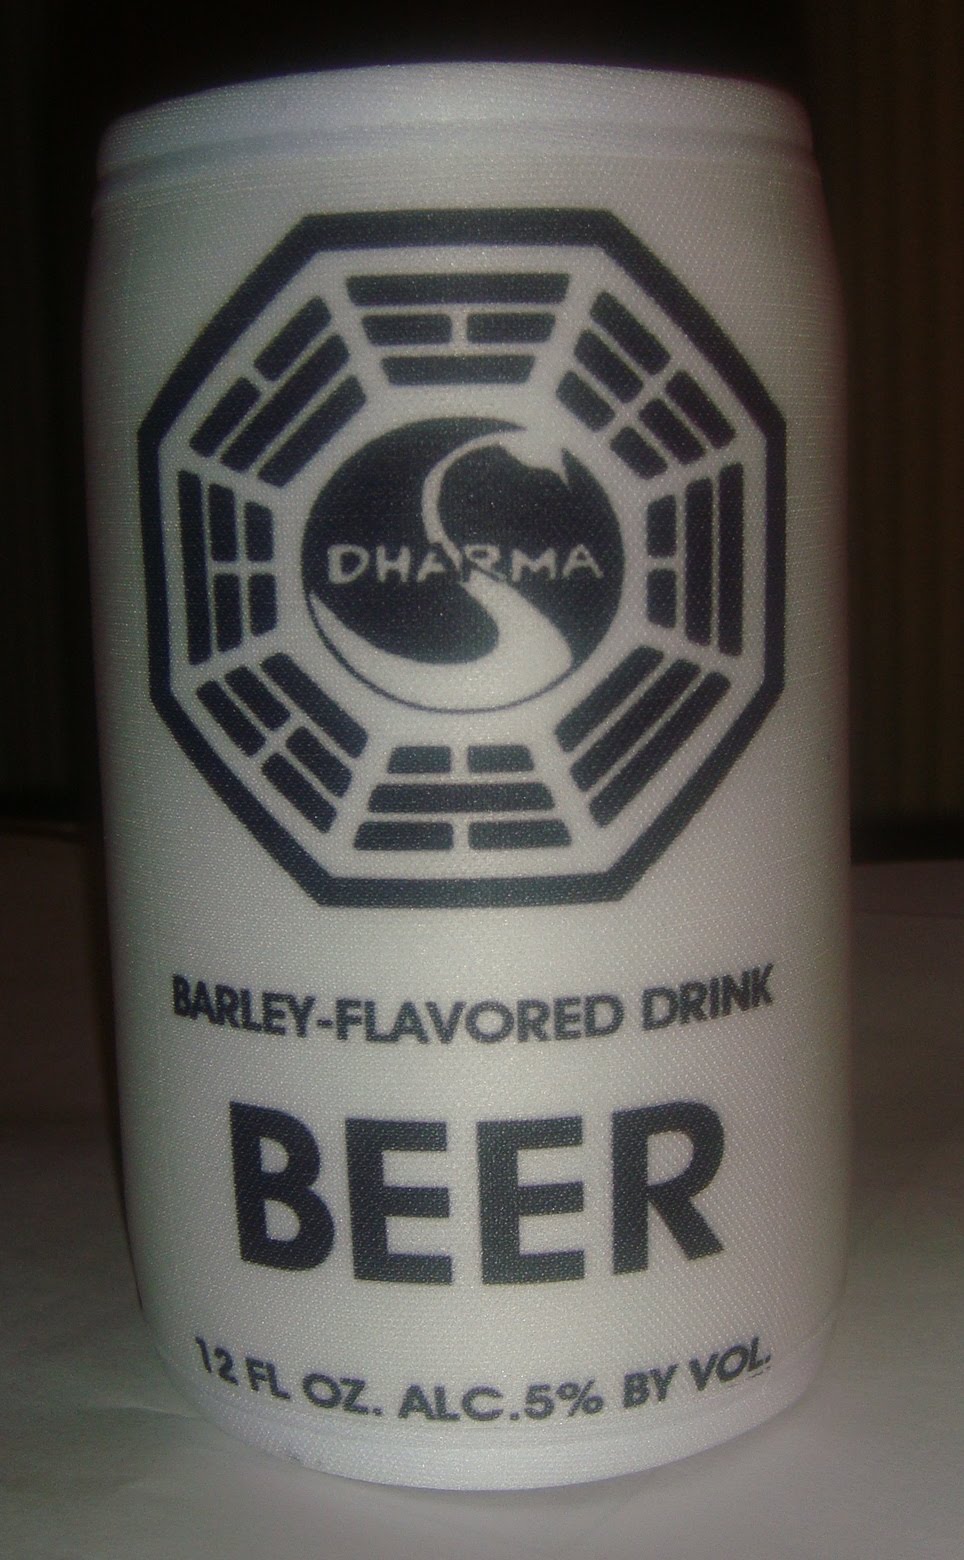 DHARMA
BARLEY-FLAVORED DRINK
BEER
12 FL OZ. ALC.5% BY VOL.